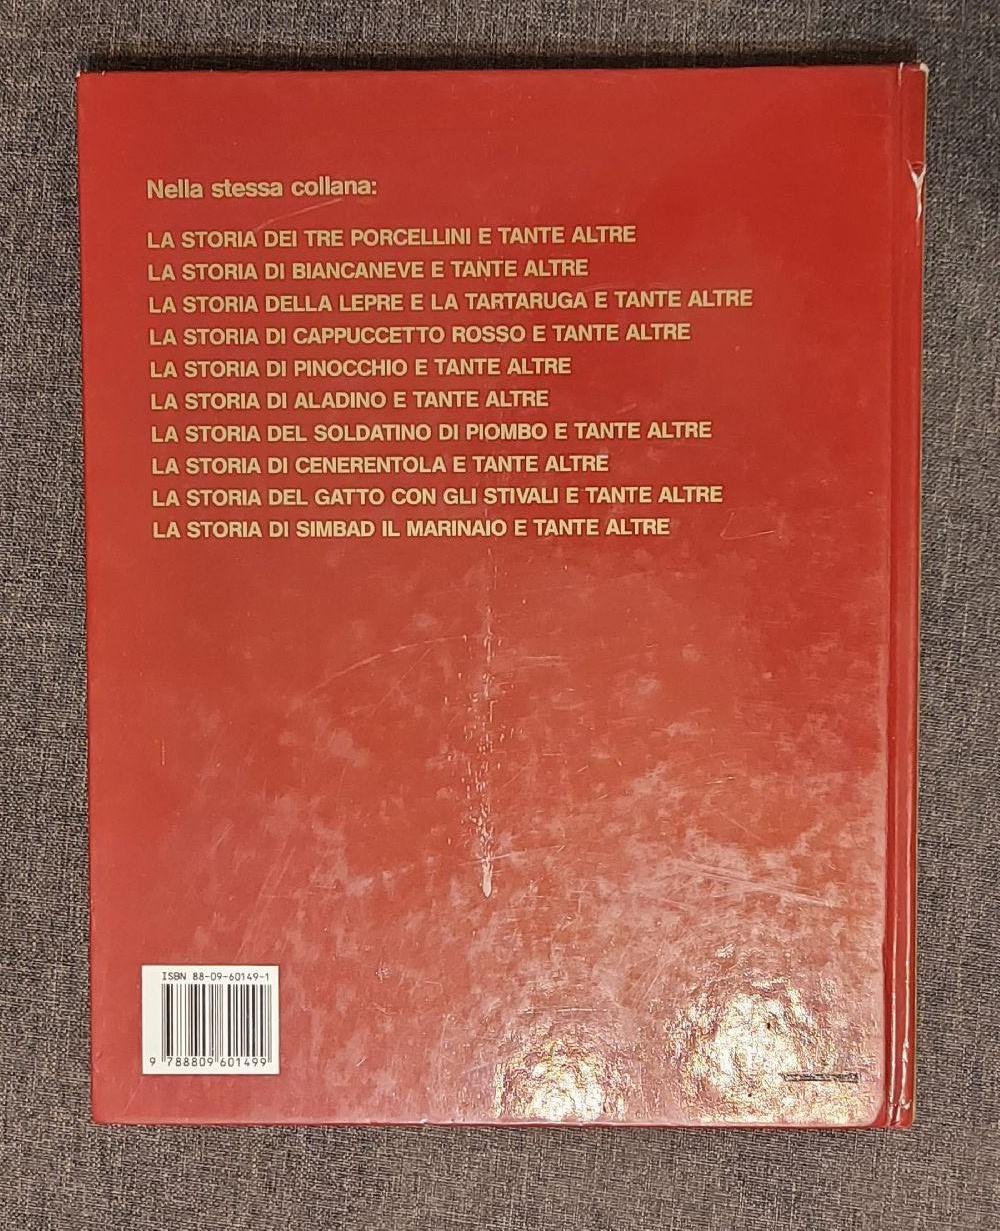 Nella stessa collana:
LA STORIA DEI TRE PORCELLINI E TANTE ALTRE
LA STORIA DI BIANCANEVE E TANTE ALTRE
LA STORIA DELLA LEPRE E LA TARTARUGA E TANTE ALTRE
LA STORIA DI CAPPUCCETTO ROSSO E TANTE ALTRE
LA STORIA DI PINOCCHIO E TANTE ALTRE
LA STORIA DI ALADINO E TANTE ALTRE
LA STORIA DEL SOLDATINO DI PIOMBO E TANTE ALTRE
LA STORIA DI CENERENTOLA E TANTE ALTRE
LA STORIA DEL GATTO CON GLI STIVALI E TANTE ALTRE
LA STORIA DI SIMBAD IL MARINAIO E TANTE ALTRE
ISBN 88-09-60149-1
9 788809 601499